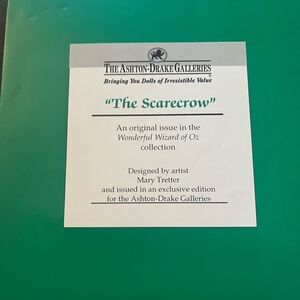 THE ASHTON-DRAKE GALLERIES
Bringing You Dolls of Irresistible Value
"The Scarecrow"
An original issue in the
Wonderful Wizard of Oz
collection
Designed by artist
Mary Tretter
and issued in an exclusive edition
for the Ashton-Drake Galleries